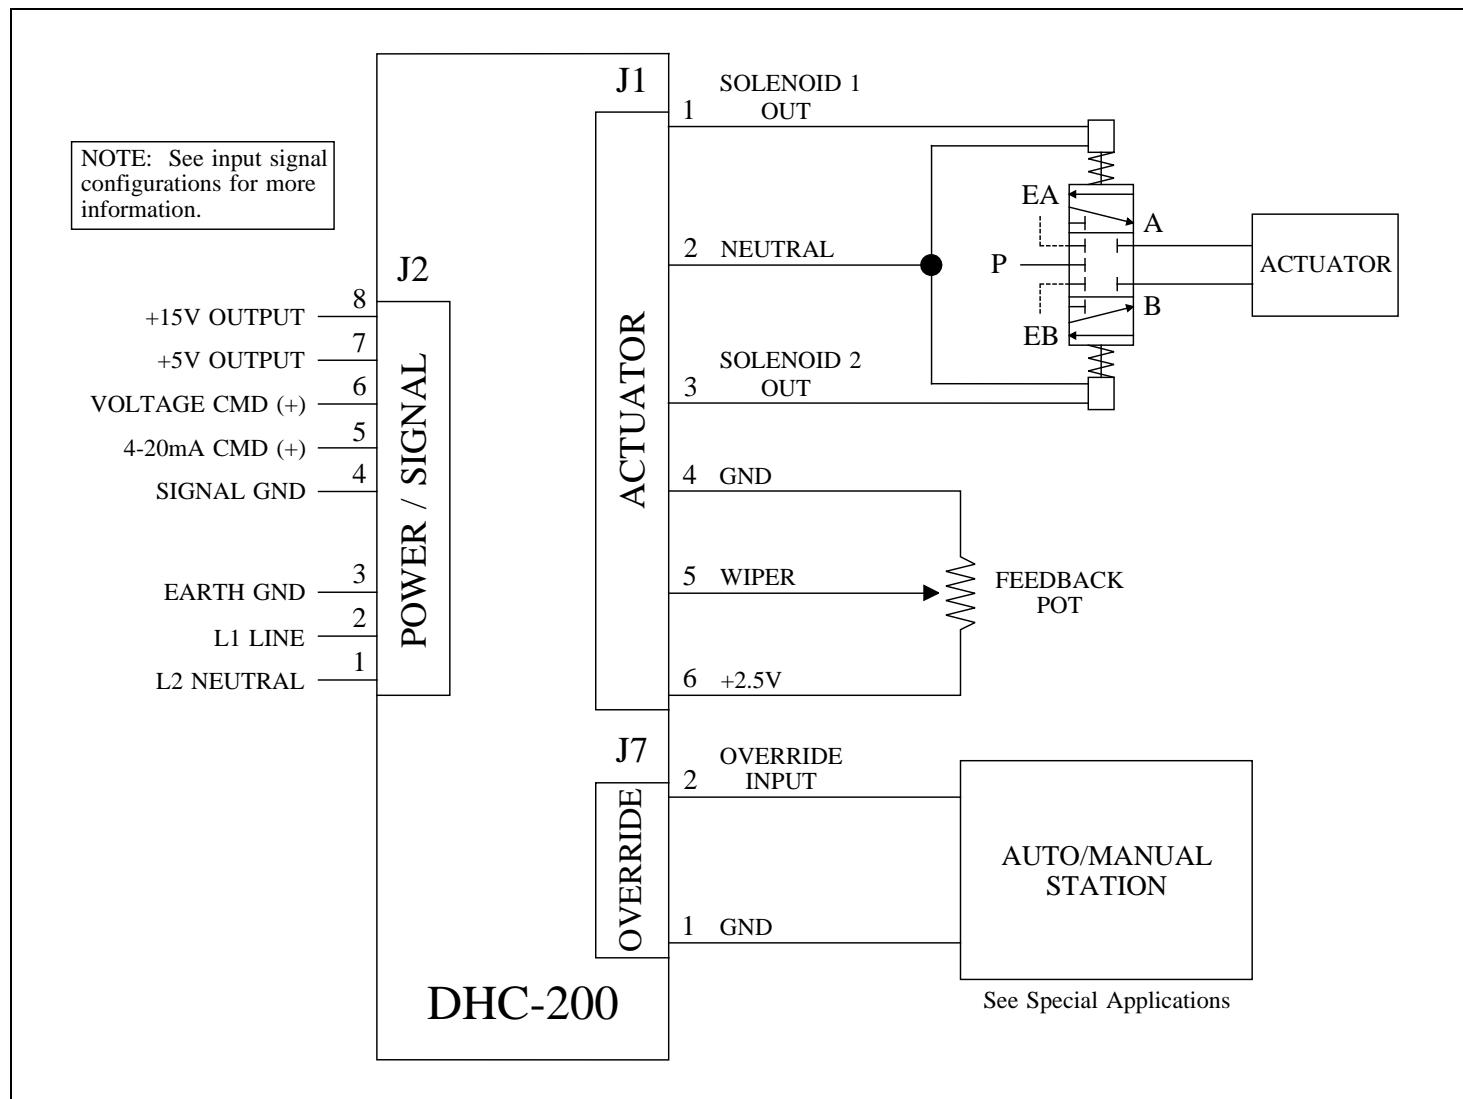 NOTE: See input signal
configurations for more
information.
J2
POWER / SIGNAL
8
+15V OUTPUT
7
+5V OUTPUT
6
VOLTAGE CMD (+)
5
4-20mA CMD (+)
4
SIGNAL GND
3
EARTH GND
2
L1 LINE
1
L2 NEUTRAL
J1
ACTUATOR
1
SOLENOID 1
OUT
2
NEUTRAL
3
SOLENOID 2
OUT
4
GND
5
WIPER
6
+2.5V
EA
A
P
B
EB
ACTUATOR
FEEDBACK
POT
J7
OVERRIDE
2
OVERRIDE
INPUT
1
GND
AUTO/MANUAL
STATION
See Special Applications
DHC-200